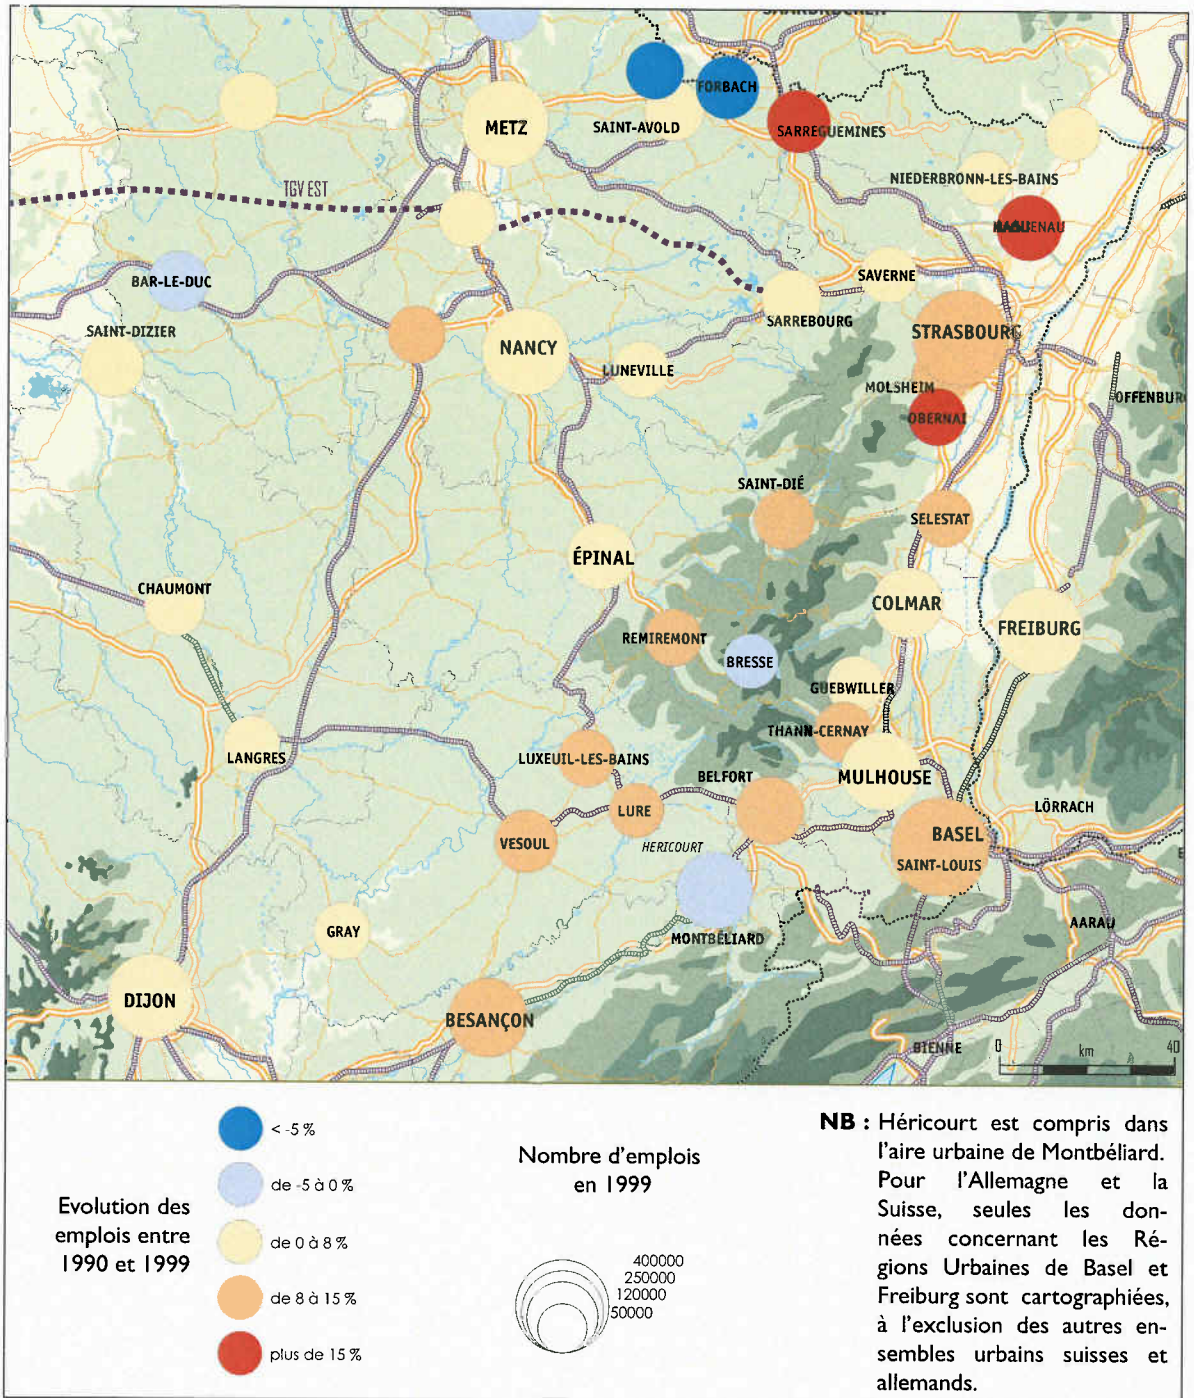 SAARBRÜCKEN
FORBACH
METZ
SAINT-AVOLD
SARREGUEMINES
NIEDERBRONN-LES-BAINS
TGV EST
HAGUENAU
BAR-LE-DUC
SAVERNE
SARREBOURG
SAINT-DIZIER
STRASBOURG
NANCY
LUNEVILLE
MOLSHEIM
OFFENBURG
OBERNAI
SAINT-DIÉ
SELESTAT
ÉPINAL
CHAUMONT
COLMAR
FREIBURG
REMIREMONT
BRESSE
GUEBWILLER
THANN-CERNAY
LANGRES
LUXEUIL-LES-BAINS
BELFORT
MULHOUSE
LÖRRACH
LURE
BASEL
VESOUL
HERICOURT
SAINT-LOUIS
GRAY
MONTBÉLIARD
AARAU
DIJON
BESANÇON
BIENNE
0 km 40
Evolution des
emplois entre
1990 et 1999
< -5 %
de -5 à 0 %
de 0 à 8 %
de 8 à 15 %
plus de 15 %
Nombre d'emplois
en 1999
400000
250000
120000
50000
NB : Héricourt est compris dans
l'aire urbaine de Montbéliard.
Pour l'Allemagne et la
Suisse, seules les don-
nées concernant les Ré-
gions Urbaines de Basel et
Freiburg sont cartographiées,
à l'exclusion des autres en-
sembles urbains suisses et
allemands.